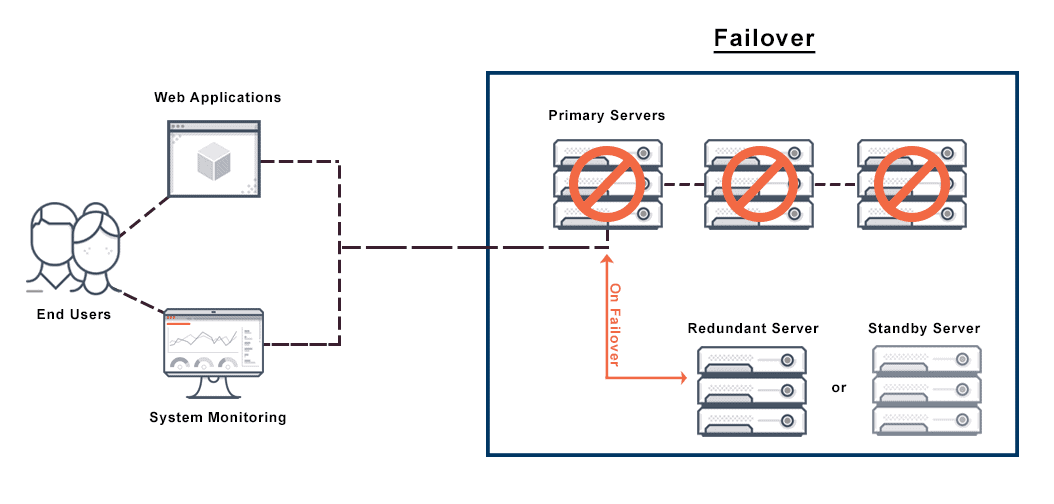 Failover
Web Applications
Primary Servers
End Users
On Failover
Redundant Server
Standby Server
or
System Monitoring